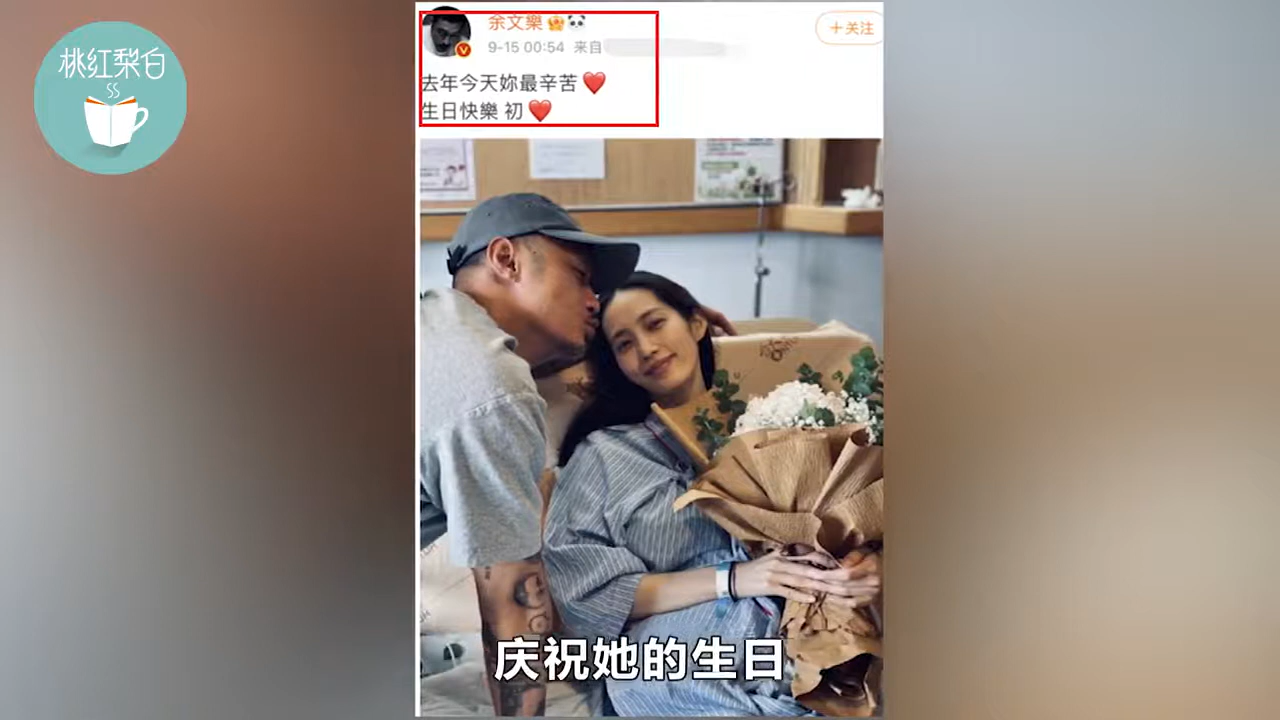 桃红梨白
余文樂
+关注
9-15 00:54 来自
去年今天妳最辛苦❤️
生日快樂 初❤️
庆祝她的生日